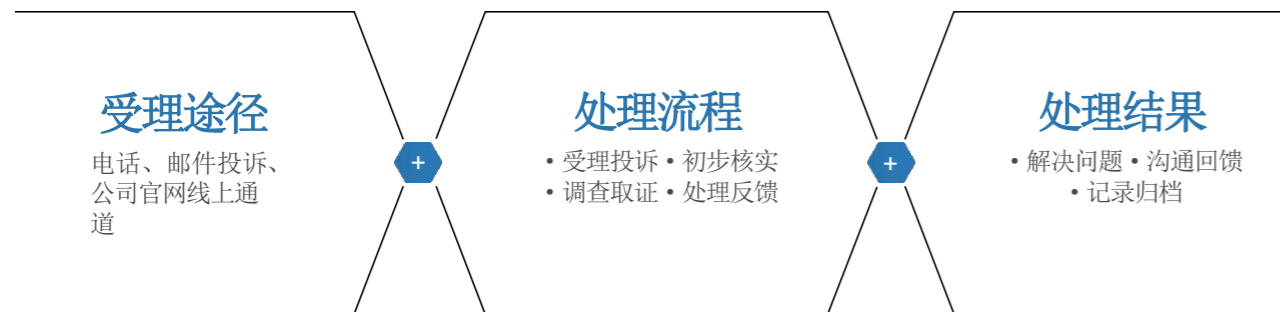 受理途径
电话、邮件投诉、
公司官网线上通
道
+
处理流程
•受理投诉•初步核实
•调查取证•处理反馈
+
处理结果
•解决问题•沟通回馈
•记录归档